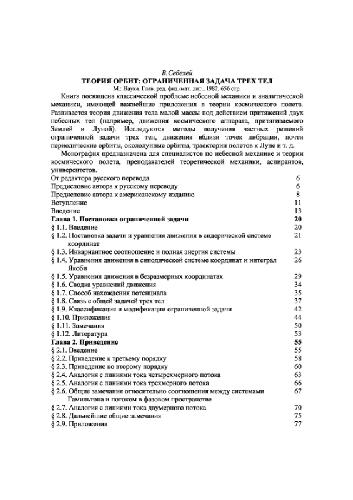 В. Себехей
ТЕОРИЯ ОРБИТ: ОГРАНИЧЕННАЯ ЗАДАЧА ТРЕХ ТЕЛ
М.: Наука. Глав. ред. физ.-мат. лит., 1982, 656 стр.
Книга посвящена классической проблеме небесной механики и аналитической
механики, имеющей важнейшие приложения в теории космического полета.
Развивается теория движения тела малой массы под действием притяжений двух
небесных тел (например, движения космического аппарата, притягиваемого
Землей и Луной). Исследуются методы получения частных решений
ограниченной задачи трех тел, движения вблизи точек либрации, почти
периодические орбиты, окололунные орбиты, траектории полетов к Луне и т. д.
Монография предназначена для специалистов по небесной механике и теории
космического полета, преподавателей теоретической механики, аспирантов,
университетов.
От редактора русского перевода 6
Предисловие автора к русскому переводу 6
Предисловие автора к американскому изданию 8
Вступление 11
Введение 13
Глава 1. Постановка ограниченной задачи 20
§ 1.1. Введение 20
§ 1.2. Постановка задачи и уравнения движения в сидерической системе 21
координат
§ 1.3. Инвариантное соотношение и полная энергия системы 23
§ 1.4. Уравнения движения в синодической системе координат и интеграл 26
Якоби
§ 1.5. Уравнения движения в безразмерных координатах 29
§ 1.6. Сводка уравнений движения 34
§ 1.7. Способ нахождения потенциала 35
§ 1.8. Связь с общей задачей трех тел 37
§ 1.9. Классификация и модификации ограниченной задачи 42
§ 1.10. Приложения 44
§ 1.11. Замечания 50
§ 1.12. Литература 53
Глава 2. Приведение 55
§ 2.1. Введение 55
§ 2.2. Приведение к третьему порядку 58
§ 2.3. Приведение ко второму порядку 60
§ 2.4. Аналогия с линиями тока четырехмерного потока 63
§ 2.5. Аналогия с линиями тока трехмерного потока 66
§ 2.6. Общие замечания относительно соотношения между системами 67
Гамильтона и потоком в фазовом пространстве
§ 2.7. Аналогия с линиями тока двумерного потока 70
§ 2.8. Дальнейшие общие замечания 75
§ 2.9. Приложения 77